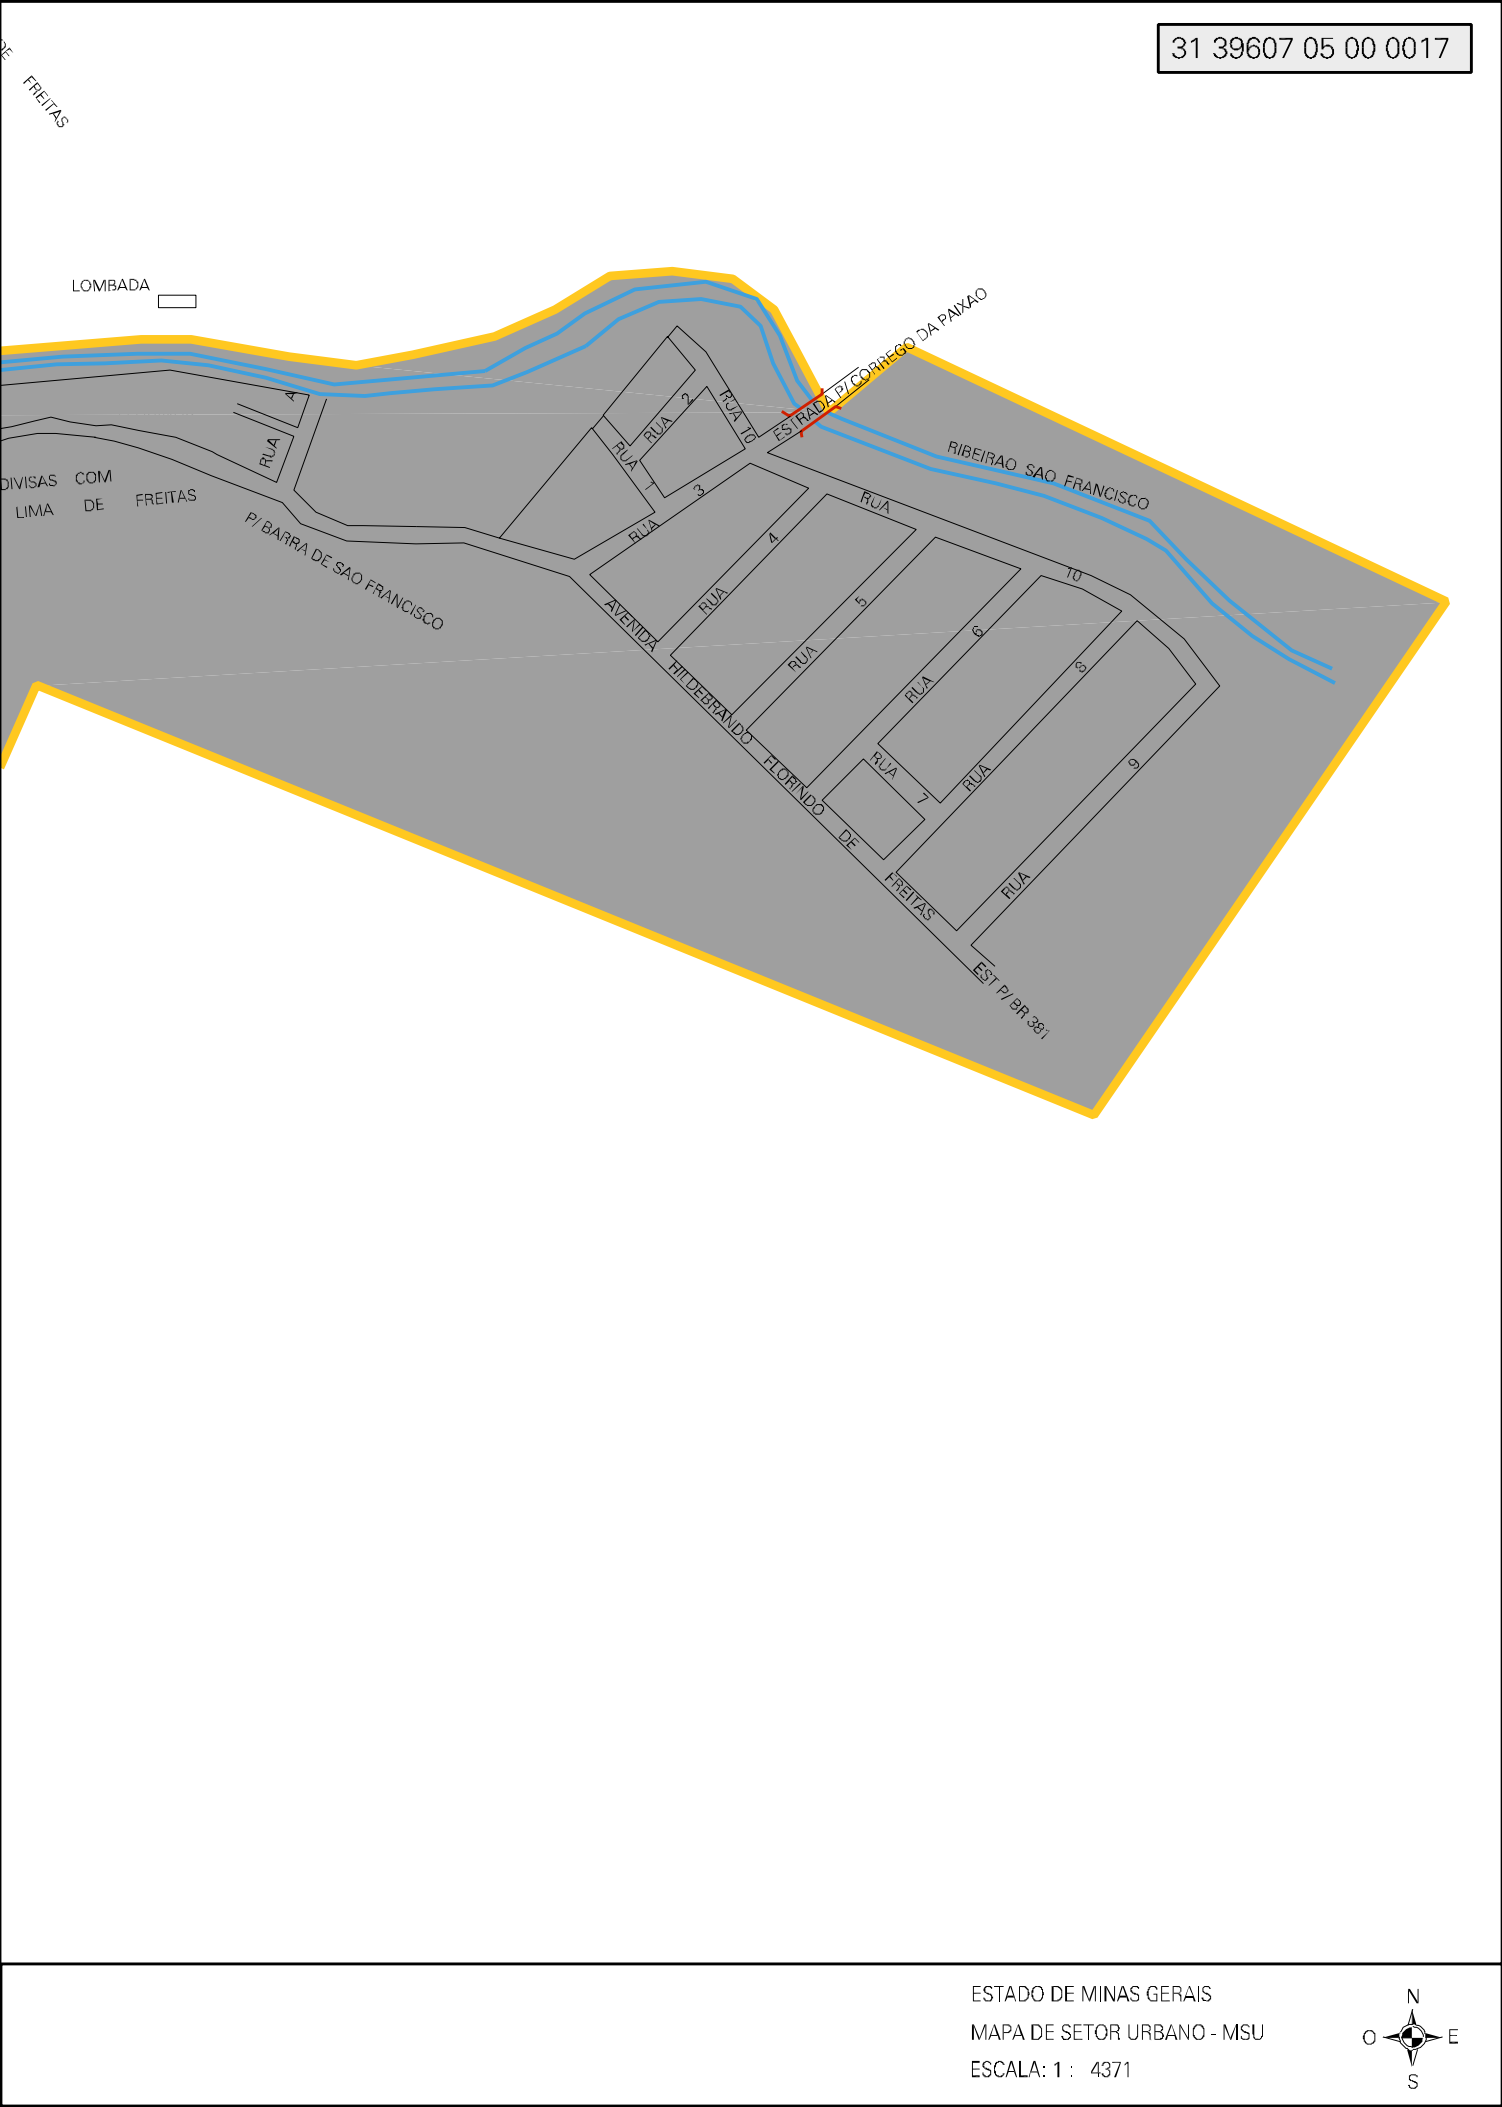 31 39607 05 00 0017
DE FREITAS
LOMBADA
ESTRADA P/ CORREGO DA PAIXAO
RIBEIRAO SAO FRANCISCO
RUA A
DIVISAS COM
LIMA DE FREITAS
P/ BARRA DE SAO FRANCISCO
RUA 2
RUA 10
RUA 1
RUA 3
RUA 10
RUA 4
RUA 5
RUA 6
RUA 8
RUA 7
RUA 9
AVENIDA HILDEBRANDO FLORINDO DE FREITAS
EST P/ BR 381
ESTADO DE MINAS GERAIS
MAPA DE SETOR URBANO - MSU
ESCALA: 1 : 4371
N
O E
S